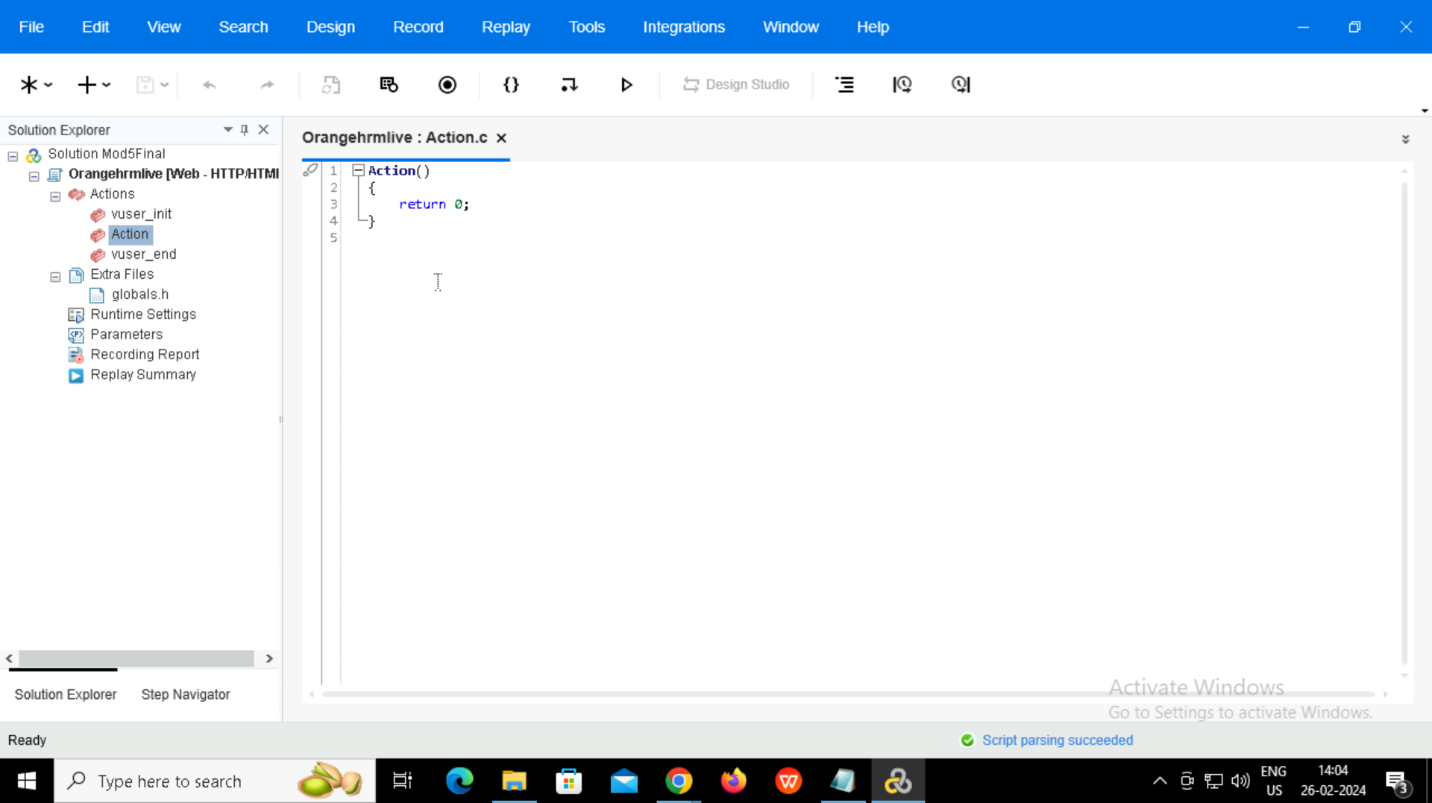 File Edit View Search Design Record Replay Tools Integrations Window Help
Design Studio
Solution Explorer
Solution Mod5Final
Orangehrmlive [Web - HTTP/HTMl
Actions
vuser_init
Action
vuser_end
Extra Files
globals.h
Runtime Settings
Parameters
Recording Report
Replay Summary
Solution Explorer Step Navigator
Orangehrmlive : Action.c
1 Action()
2 {
3 return 0;
4 }
5
Activate Windows
Go to Settings to activate Windows.
Ready
Script parsing succeeded
Type here to search
ENG
US
14:04
26-02-2024
3